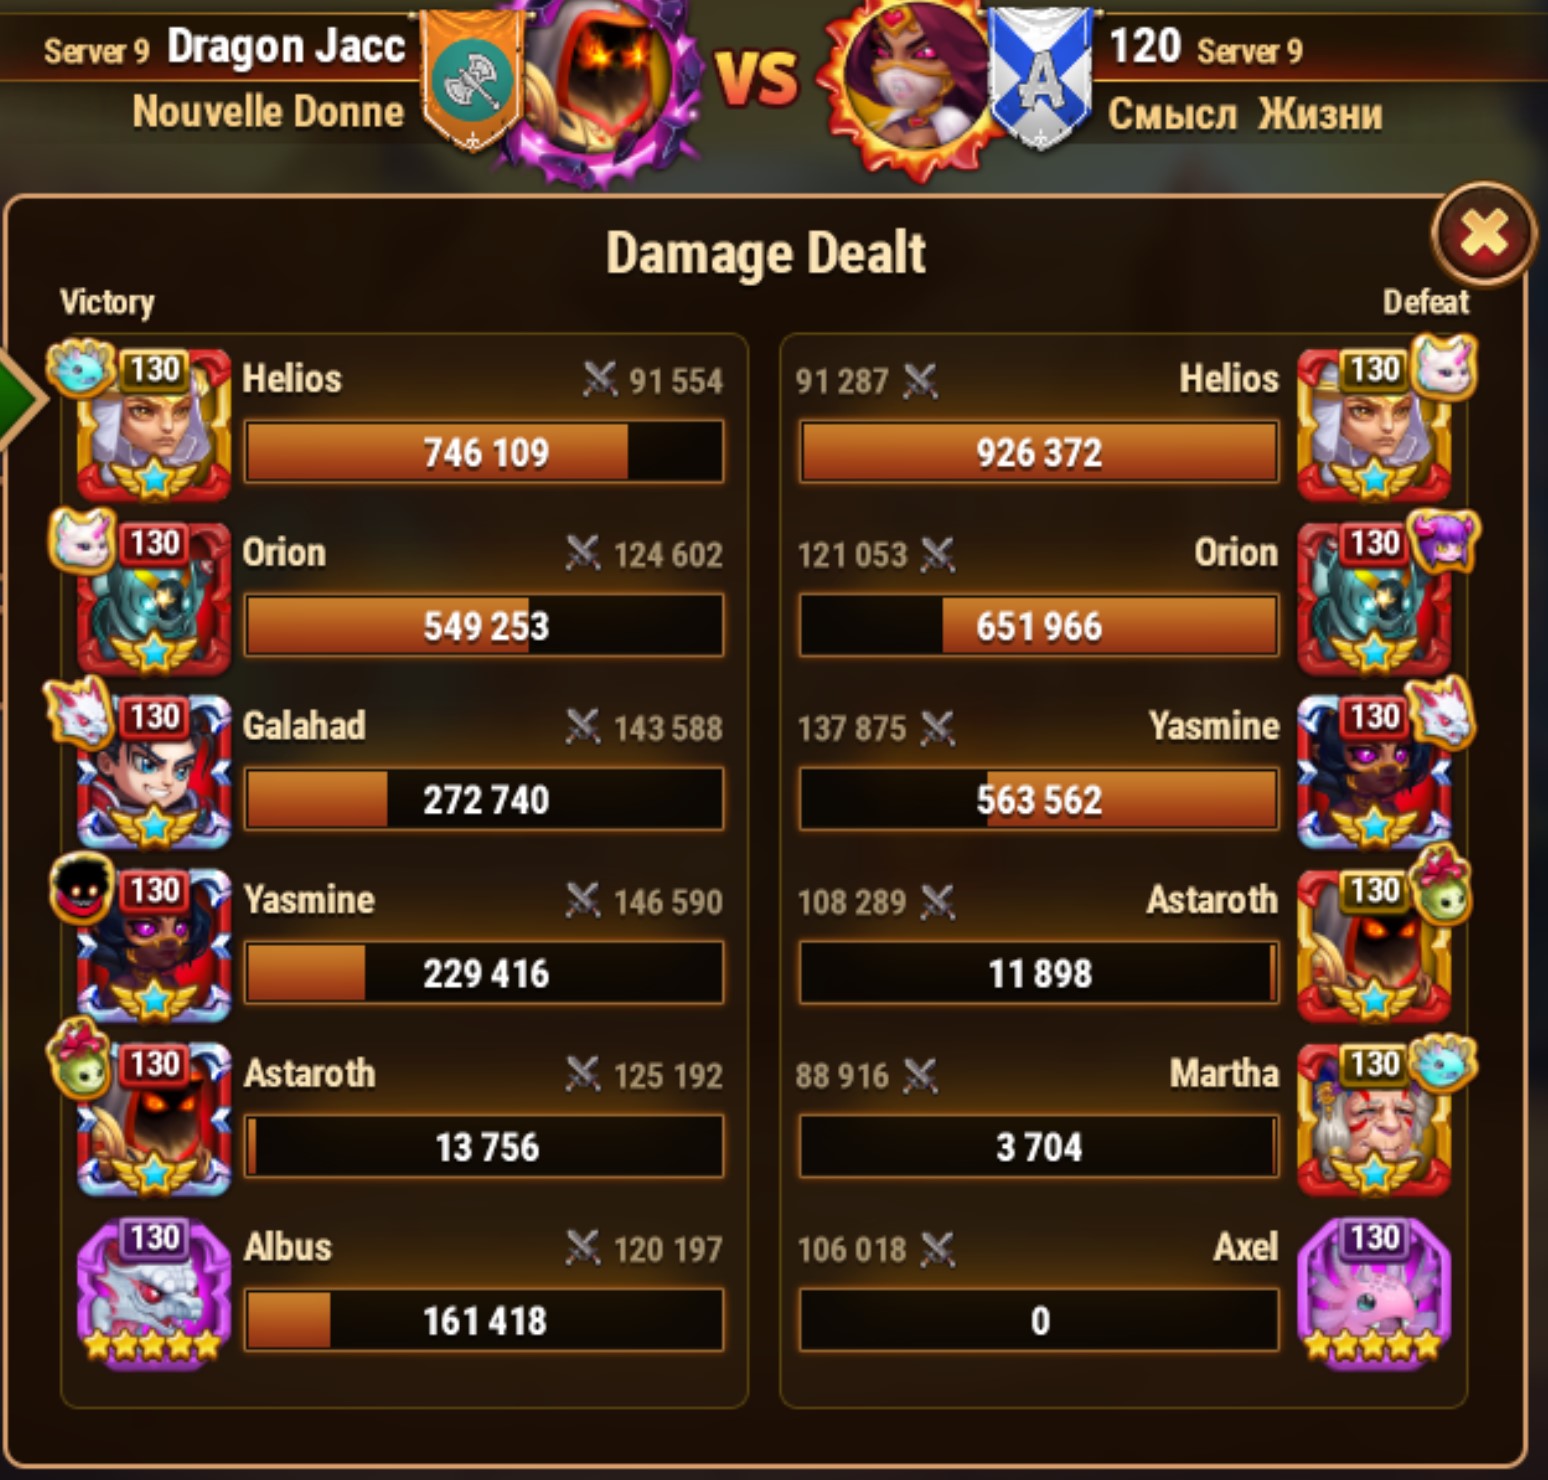 Server 9 Dragon Jacc
Nouvelle Donne
VS
A
120 Server 9
Смысл Жизни
Damage Dealt
Victory
Defeat
130
Helios
91 554
746 109
91 287
Helios
130
926 372
130
Orion
124 602
549 253
121 053
Orion
130
651 966
130
Galahad
143 588
272 740
137 875
Yasmine
130
563 562
130
Yasmine
146 590
229 416
108 289
Astaroth
130
11 898
130
Astaroth
125 192
13 756
88 916
Martha
130
3 704
130
Albus
120 197
161 418
106 018
Axel
130
0